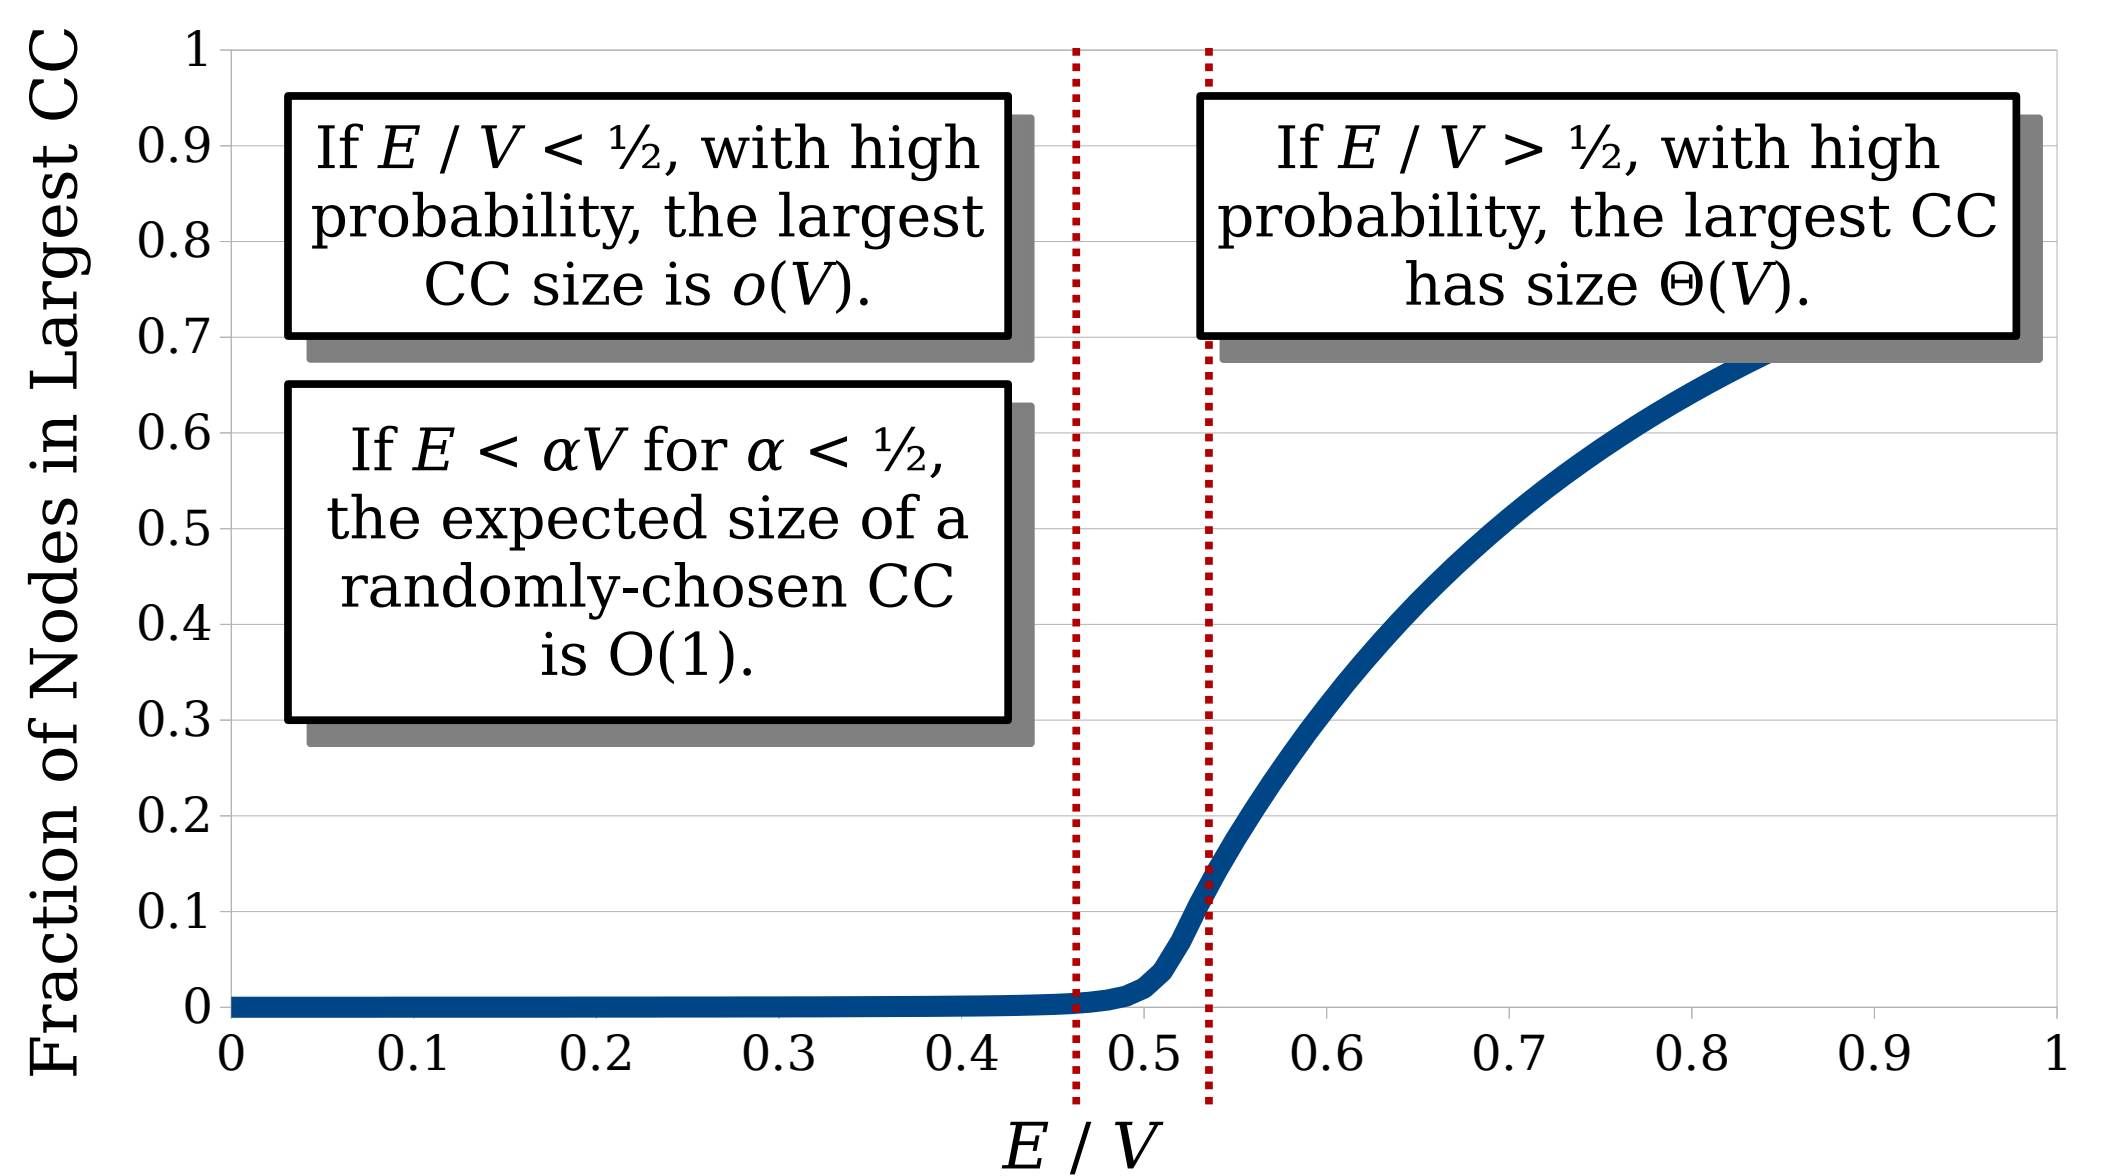 Fraction of Nodes in Largest CC
1
0.9
0.8
0.7
0.6
0.5
0.4
0.3
0.2
0.1
0
If E / V < ½, with high
probability, the largest
CC size is o(V).
If E / V > ½, with high
probability, the largest CC
has size Θ(V).
If E < αV for α < ½,
the expected size of a
randomly-chosen CC
is O(1).
0 0.1 0.2 0.3 0.4 0.5 0.6 0.7 0.8 0.9 1
E / V